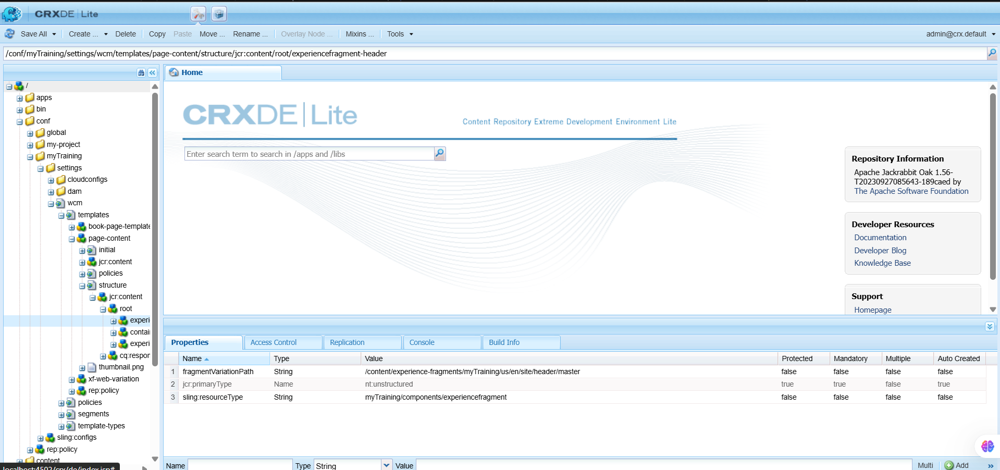 CRXDE | Lite
Save All Create ... Delete Copy Paste Move ... Rename ... Overlay Node ... Mixins ... Tools admin@crx.default
/conf/myTraining/settings/wcm/templates/page-content/structure/jcr:content/root/experiencefragment-header
/
apps
bin
conf
global
my-project
myTraining
settings
cloudconfigs
dam
wcm
templates
book-page-template
page-content
initial
jcr:content
policies
structure
jcr:content
root
experi
contai
experi
cq:respon
thumbnail.png
xf-web-variation
rep:policy
policies
segments
template-types
sling:configs
rep:policy
content
localhost:4502/crx/de/index.jsp#
Home
CRXDE | Lite
Content Repository Extreme Development Environment Lite
Enter search term to search in /apps and /libs
Repository Information
Apache Jackrabbit Oak 1.56-
T20230927085643-189caed by
The Apache Software Foundation
Developer Resources
Documentation
Developer Blog
Knowledge Base
Support
Homepage
Properties Access Control Replication Console Build Info
Name Type Value Protected Mandatory Multiple Auto Created
1 fragmentVariationPath String /content/experience-fragments/myTraining/us/en/site/header/master false false false false
2 jcr:primaryType Name nt:unstructured true true false true
3 sling:resourceType String myTraining/components/experiencefragment false false false false
Name Type String Value Multi Add